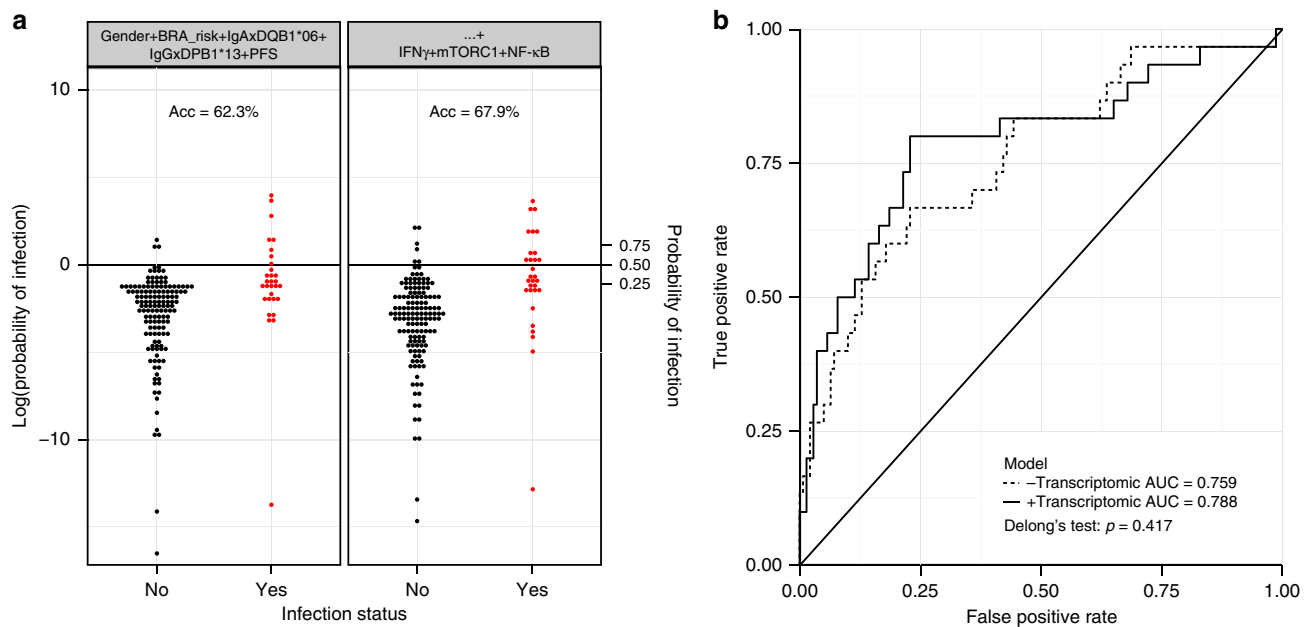 a
Gender+BRA_risk+IgAxDQB1*06+
IgGxDPB1*13+PFS
...+
IFNγ+mTORC1+NF-κB
Acc = 62.3%
Acc = 67.9%
10
0
−10
Log(probability of infection)
0.75
0.50
0.25
Probability of infection
No
Yes
No
Yes
Infection status
b
1.00
0.75
0.50
0.25
0.00
True positive rate
Model
−Transcriptomic AUC = 0.759
+Transcriptomic AUC = 0.788
Delong's test: p = 0.417
0.00
0.25
0.50
0.75
1.00
False positive rate